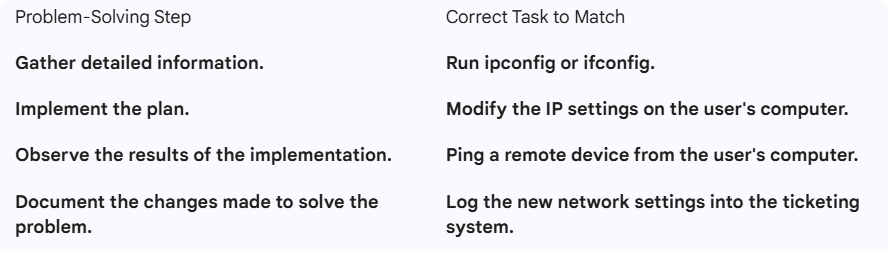 Problem-Solving Step
Correct Task to Match
Gather detailed information.
Run ipconfig or ifconfig.
Implement the plan.
Modify the IP settings on the user's computer.
Observe the results of the implementation.
Ping a remote device from the user's computer.
Document the changes made to solve the
problem.
Log the new network settings into the ticketing
system.